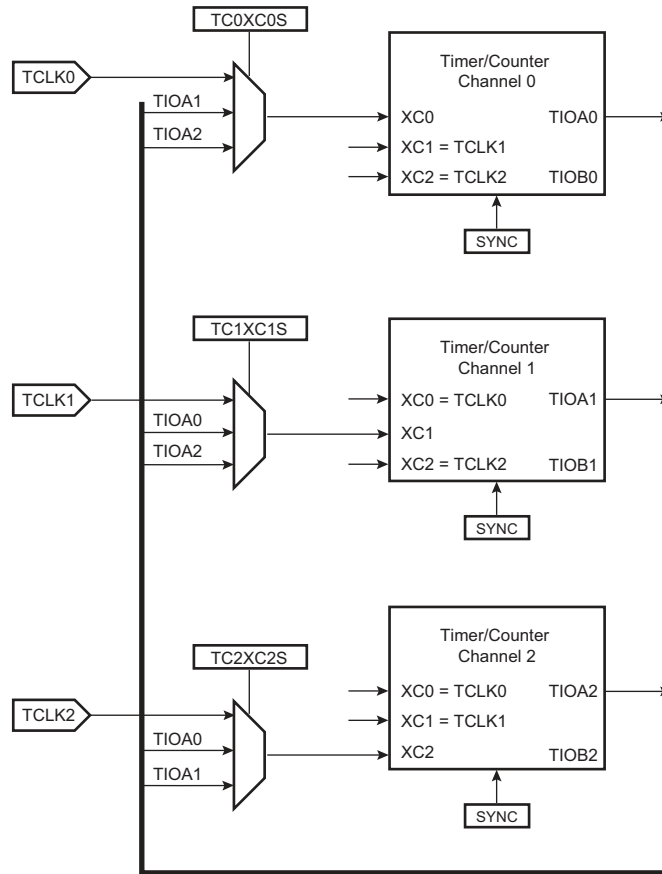 TC0XC0S
TCLK0
TIOA1
TIOA2
Timer/Counter
Channel 0
XC0
TIOA0
XC1 = TCLK1
XC2 = TCLK2
TIOB0
SYNC
TC1XC1S
TCLK1
TIOA0
TIOA2
Timer/Counter
Channel 1
XC0 = TCLK0
TIOA1
XC1
XC2 = TCLK2
TIOB1
SYNC
TC2XC2S
TCLK2
TIOA0
TIOA1
Timer/Counter
Channel 2
XC0 = TCLK0
TIOA2
XC1 = TCLK1
XC2
TIOB2
SYNC